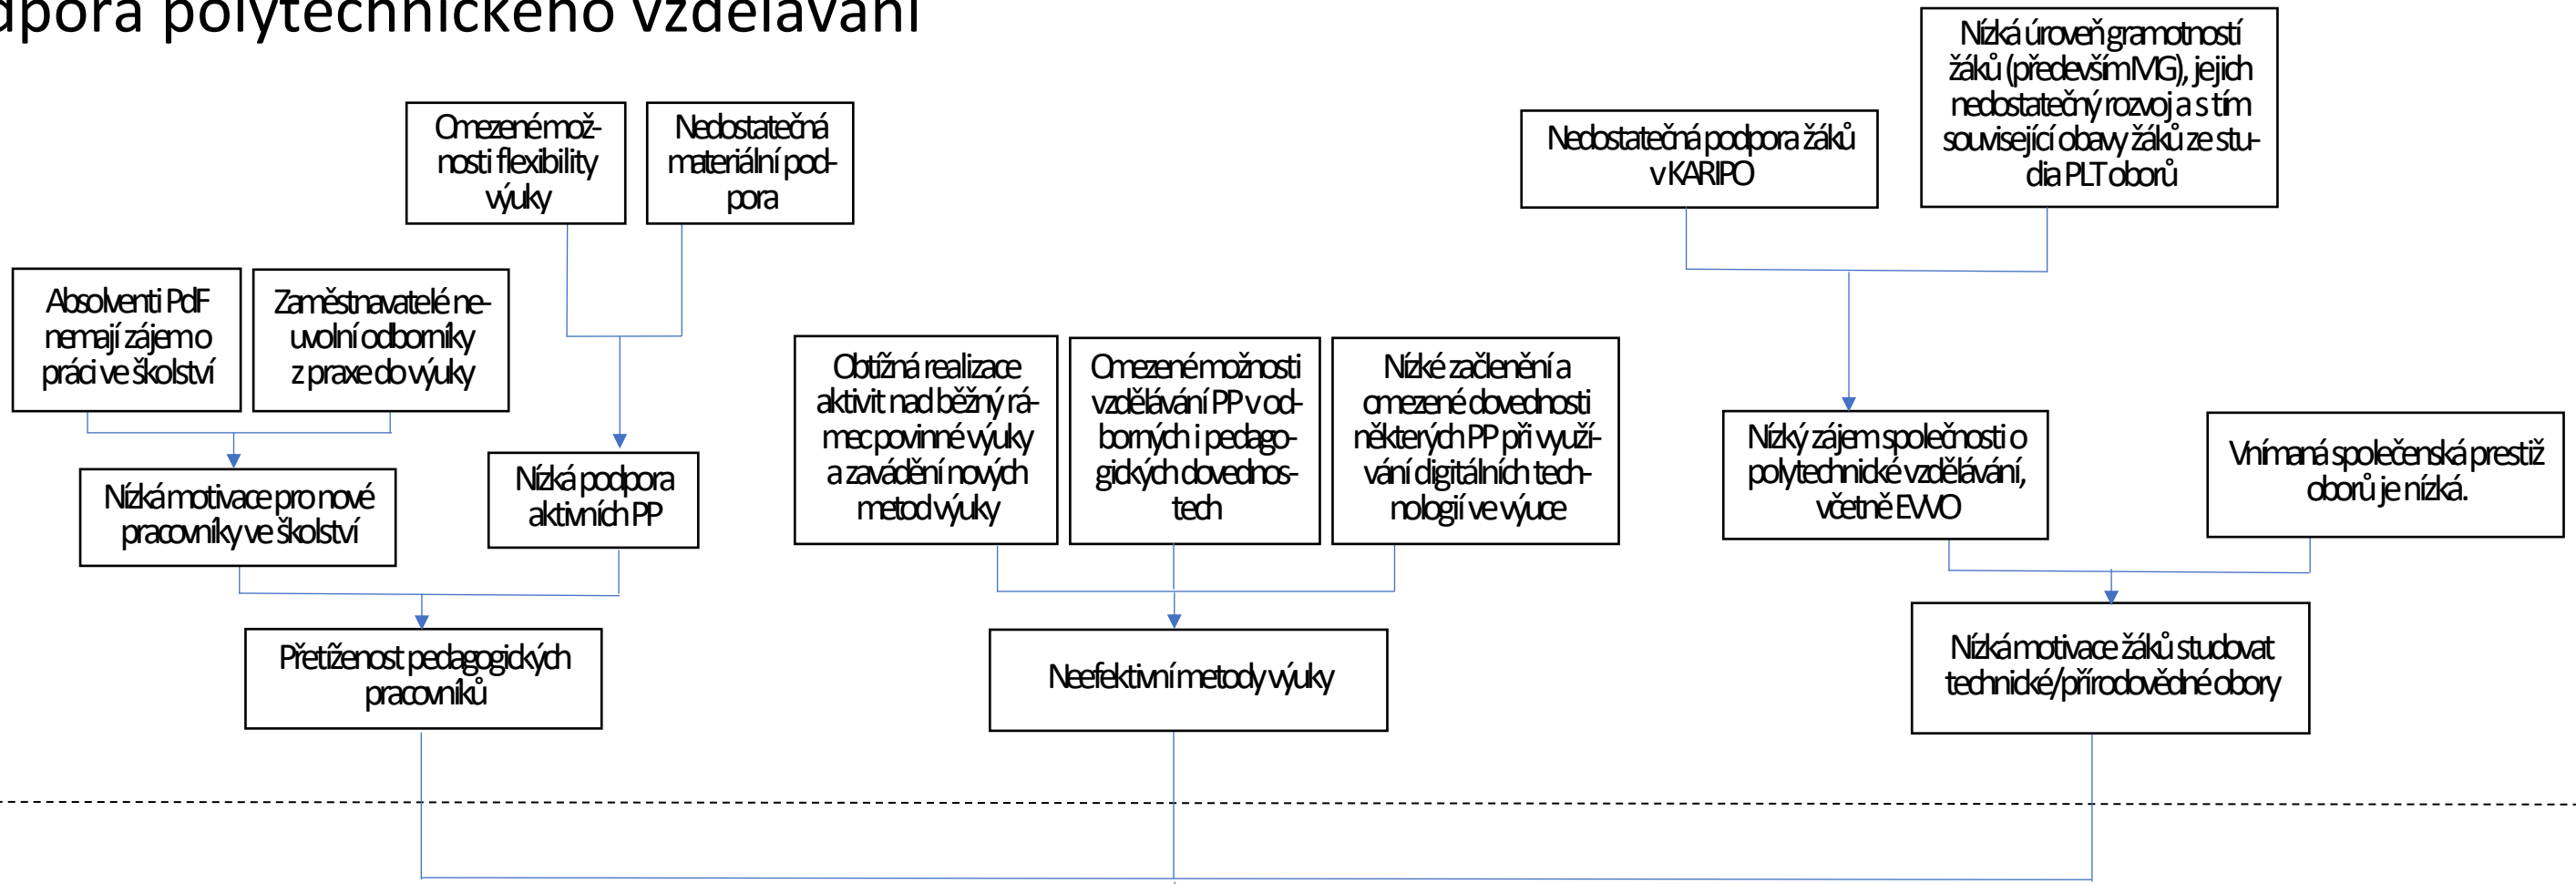 dpora polytechnického vzdělávání
Nízká úroveň gramotností
žáků (především MG), jejich
nedostatečný rozvoj a s tím
související obavy žáků ze stu-
dia PLT oborů
Omezené mož-
nosti flexibility
výuky
Nedostatečná
materiální pod-
pora
Nedostatečná podpora žáků
v KARIPO
Absolventi PdF
nemají zájem o
práci ve školství
Zaměstnavatelé ne-
uvolní odborníky
z praxe do výuky
Obtížná realizace
aktivit nad běžný rá-
mec povinné výuky
a zavádění nových
metod výuky
Omezené možnosti
vzdělávání PP v od-
borných i pedago-
gických dovednos-
tech
Nízké začlenění a
omezené dovednosti
některých PP při využí-
vání digitálních tech-
nologií ve výuce
Nízký zájem společnosti o
polytechnické vzdělávání,
včetně EVVO
Vnímaná společenská prestiž
oborů je nízká.
Nízká motivace pro nové
pracovníky ve školství
Nízká podpora
aktivních PP
Přetíženost pedagogických
pracovníků
Neefektivní metody výuky
Nízká motivace žáků studovat
technické/přírodovědné obory